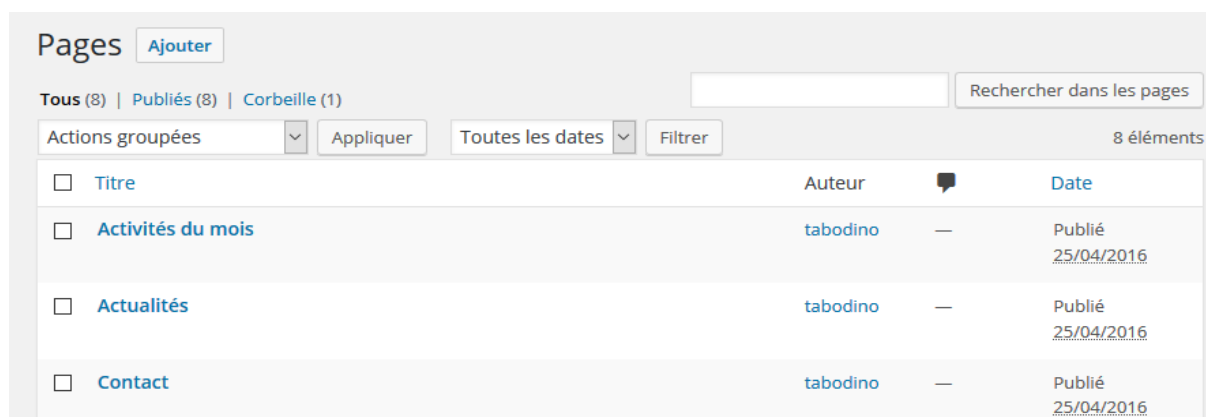 Pages Ajouter
Tous (8) | Publiés (8) | Corbeille (1) Rechercher dans les pages
Actions groupées Appliquer Toutes les dates Filtrer 8 éléments
Titre Auteur Date
Activités du mois tabodino — Publié
25/04/2016
Actualités tabodino — Publié
25/04/2016
Contact tabodino — Publié
25/04/2016